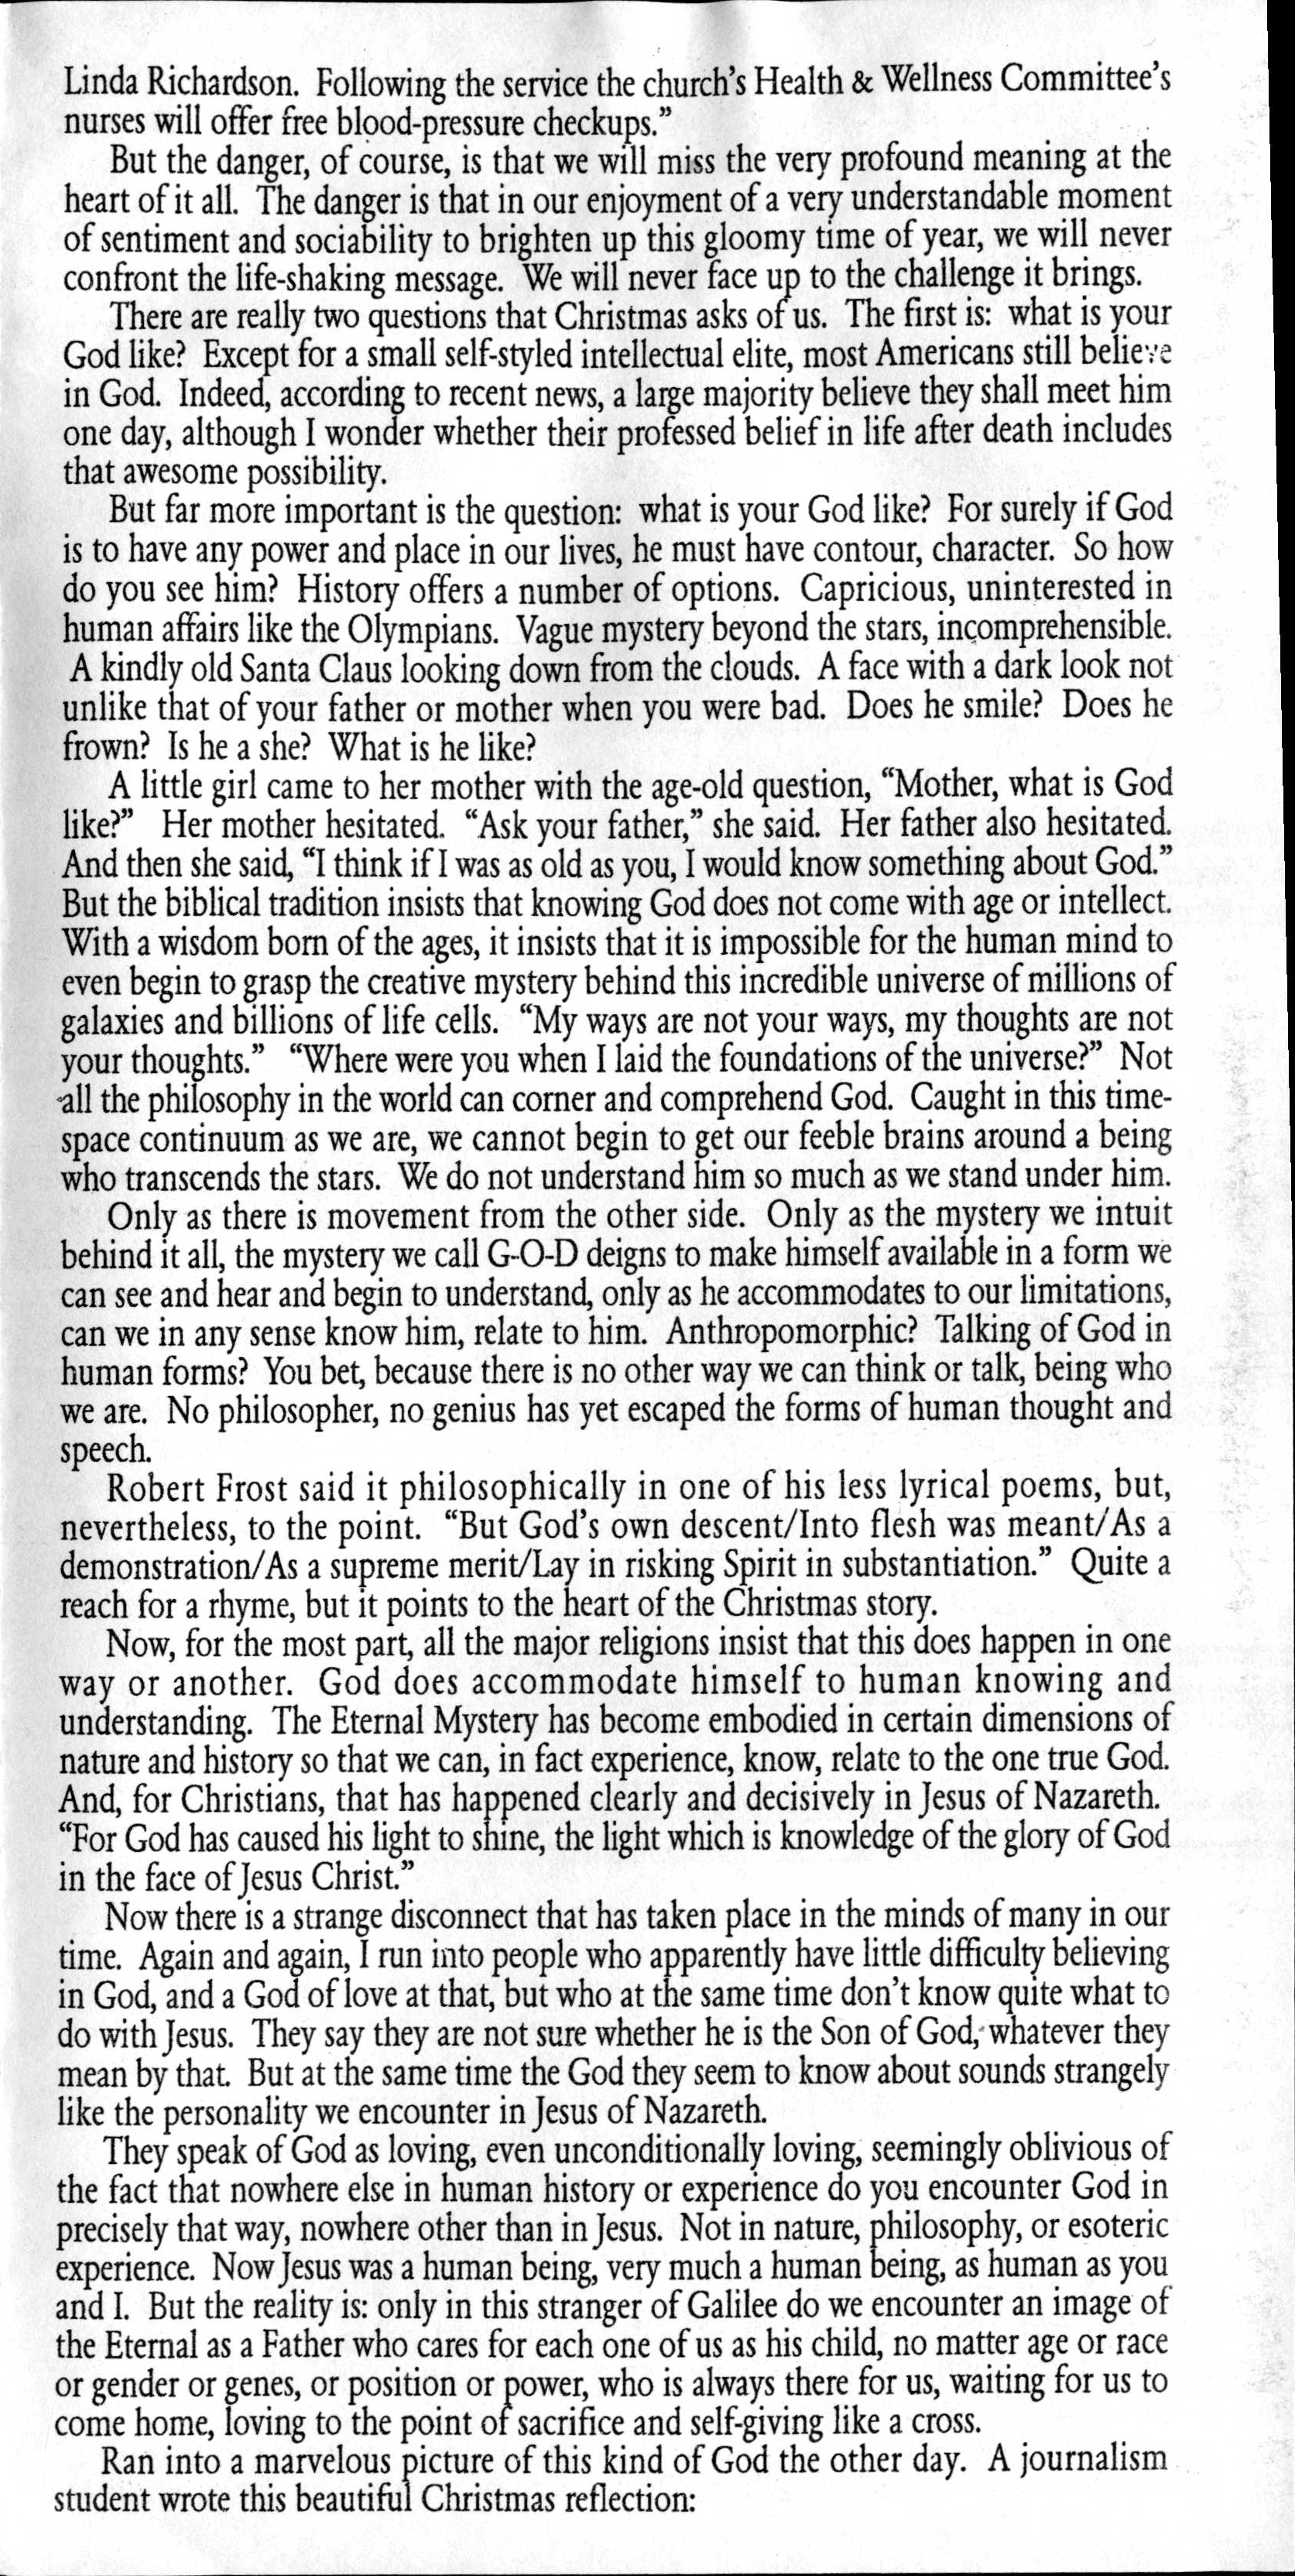 Linda Richardson.  Following the service the church's Health & Wellness Committee's
nurses will offer free blood-pressure checkups."
But the danger, of course, is that we will miss the very profound meaning at the
heart of it all.  The danger is that in our enjoyment of a very understandable moment
of sentiment and sociability to brighten up this gloomy time of year, we will never
confront the life-shaking message.  We will never face up to the challenge it brings.
There are really two questions that Christmas asks of us.  The first is:  what is your
God like?  Except for a small self-styled intellectual elite, most Americans still believe
in God.  Indeed, according to recent news, a large majority believe they shall meet him
one day, although I wonder whether their professed belief in life after death includes
that awesome possibility.
But far more important is the question:  what is your God like?  For surely if God
is to have any power and place in our lives, he must have contour, character.  So how
do you see him?  History offers a number of options.  Capricious, uninterested in
human affairs like the Olympians.  Vague mystery beyond the stars, incomprehensible.
A kindly old Santa Claus looking down from the clouds.  A face with a dark look not
unlike that of your father or mother when you were bad.  Does he smile?  Does he
frown?  Is he a she?  What is he like?
A little girl came to her mother with the age-old question, "Mother, what is God
like?"  Her mother hesitated.  "Ask your father," she said.  Her father also hesitated.
And then she said, "I think if I was as old as you, I would know something about God."
But the biblical tradition insists that knowing God does not come with age or intellect.
With a wisdom born of the ages, it insists that it is impossible for the human mind to
even begin to grasp the creative mystery behind this incredible universe of millions of
galaxies and billions of life cells.  "My ways are not your ways, my thoughts are not
your thoughts."  "Where were you when I laid the foundations of the universe?"  Not
all the philosophy in the world can corner and comprehend God.  Caught in this time-
space continuum as we are, we cannot begin to get our feeble brains around a being
who transcends the stars.  We do not understand him so much as we stand under him.
Only as there is movement from the other side.  Only as the mystery we intuit
behind it all, the mystery we call G-O-D deigns to make himself available in a form we
can see and hear and begin to understand, only as he accommodates to our limitations,
can we in any sense know him, relate to him.  Anthropomorphic?  Talking of God in
human forms?  You bet, because there is no other way we can think or talk, being who
we are.  No philosopher, no genius has yet escaped the forms of human thought and
speech.
Robert Frost said it philosophically in one of his less lyrical poems, but,
nevertheless, to the point.  "But God's own descent/Into flesh was meant/As a
demonstration/As a supreme merit/Lay in risking Spirit in substantiation."  Quite a
reach for a rhyme, but it points to the heart of the Christmas story.
Now, for the most part, all the major religions insist that this does happen in one
way or another.  God does accommodate himself to human knowing and
understanding.  The Eternal Mystery has become embodied in certain dimensions of
nature and history so that we can, in fact experience, know, relate to the one true God.
And, for Christians, that has happened clearly and decisively in Jesus of Nazareth.
"For God has caused his light to shine, the light which is knowledge of the glory of God
in the face of Jesus Christ."
Now there is a strange disconnect that has taken place in the minds of many in our
time.  Again and again, I run into people who apparently have little difficulty believing
in God, and a God of love at that, but who at the same time don't know quite what to
do with Jesus.  They say they are not sure whether he is the Son of God, whatever they
mean by that.  But at the same time the God they seem to know about sounds strangely
like the personality we encounter in Jesus of Nazareth.
They speak of God as loving, even unconditionally loving, seemingly oblivious of
the fact that nowhere else in human history or experience do you encounter God in
precisely that way, nowhere other than in Jesus.  Not in nature, philosophy, or esoteric
experience.  Now Jesus was a human being, very much a human being, as human as you
and I.  But the reality is: only in this stranger of Galilee do we encounter an image of
the Eternal as a Father who cares for each one of us as his child, no matter age or race
or gender or genes, or position or power, who is always there for us, waiting for us to
come home, loving to the point of sacrifice and self-giving like a cross.
Ran into a marvelous picture of this kind of God the other day.  A journalism
student wrote this beautiful Christmas reflection: